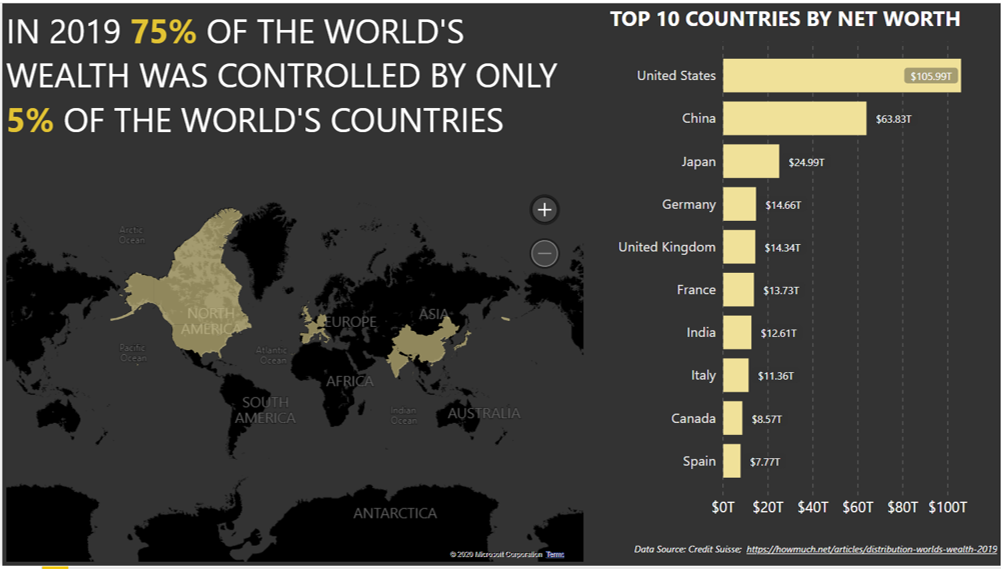 IN 2019 75% OF THE WORLD'S
WEALTH WAS CONTROLLED BY ONLY
5% OF THE WORLD'S COUNTRIES
Arctic
Ocean
NORTH
AMERICA
EUROPE
ASIA
Pacific
Ocean
Atlantic
Ocean
AFRICA
SOUTH
AMERICA
Indian
Ocean
AUSTRALIA
ANTARCTICA
© 2020 Microsoft Corporation Terms
TOP 10 COUNTRIES BY NET WORTH
United States $105.99T
China $63.83T
Japan $24.99T
Germany $14.66T
United Kingdom $14.34T
France $13.73T
India $12.61T
Italy $11.36T
Canada $8.57T
Spain $7.77T
$0T $20T $40T $60T $80T $100T
Data Source: Credit Suisse; https://howmuch.net/articles/distribution-worlds-wealth-2019